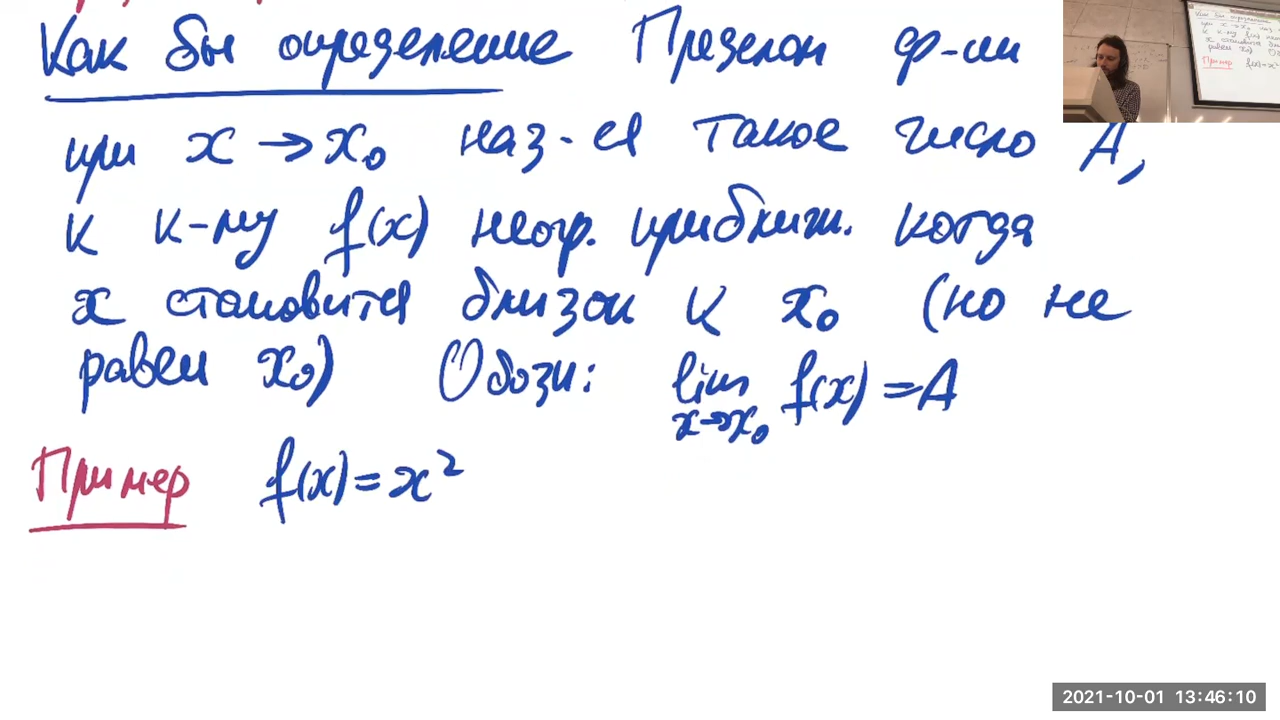 Как бы определение Пределом ф-ии
при x → x₀ наз-ся такое число A,
к к-му f(x) неогр. приближ. когда
x становится близок к x₀ (но не
равен x₀) Обозн: lim f(x) = A
x→x₀
Пример f(x) = x²
2021-10-01 13:46:10